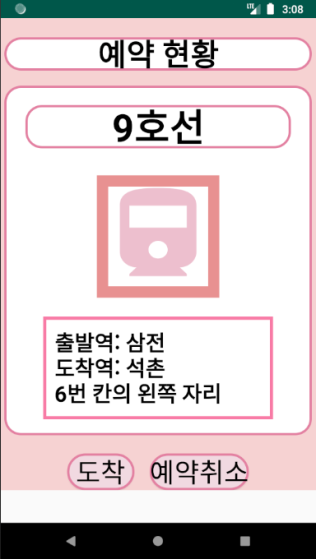 LTE 3:08
예약 현황
9호선
출발역: 삼전
도착역: 석촌
6번 칸의 왼쪽 자리
도착 예약취소